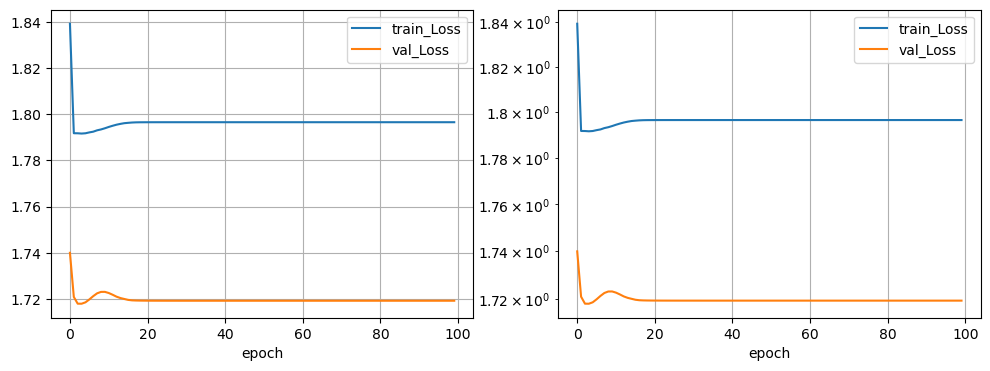 1.84
1.82
1.80
1.78
1.76
1.74
1.72
0
20
40
60
80
100
epoch
train_Loss
val_Loss
1.84 × 10⁰
1.82 × 10⁰
1.8 × 10⁰
1.78 × 10⁰
1.76 × 10⁰
1.74 × 10⁰
1.72 × 10⁰
0
20
40
60
80
100
epoch
train_Loss
val_Loss